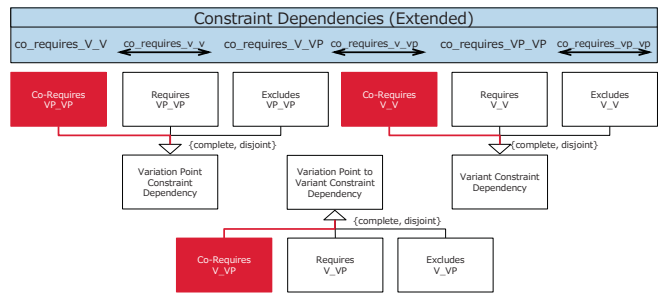 Constraint Dependencies (Extended)
co_requires_V_V co_requires_v_v co_requires_V_VP co_requires_v_vp co_requires_VP_VP co_requires_vp_vp
Co-Requires
VP_VP
Requires
VP_VP
Excludes
VP_VP
Co-Requires
V_V
Requires
V_V
Excludes
V_V
{complete, disjoint}
{complete, disjoint}
Variation Point
Constraint
Dependency
Variation Point to
Variant Constraint
Dependency
Variant Constraint
Dependency
{complete, disjoint}
Co-Requires
V_VP
Requires
V_VP
Excludes
V_VP